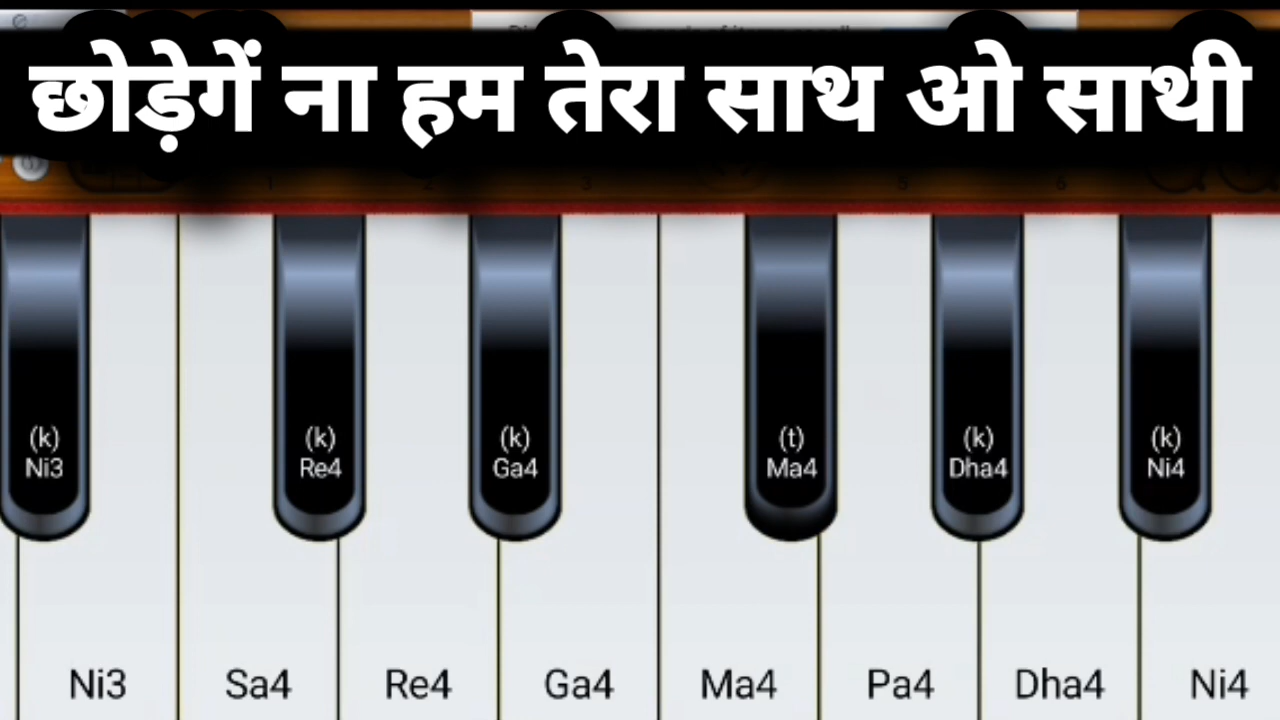 छोड़ेगें ना हम तेरा साथ ओ साथी
(k) (k) (k) (t) (k) (k)
Ni3 Re4 Ga4 Ma4 Dha4 Ni4
Ni3 Sa4 Re4 Ga4 Ma4 Pa4 Dha4 Ni4